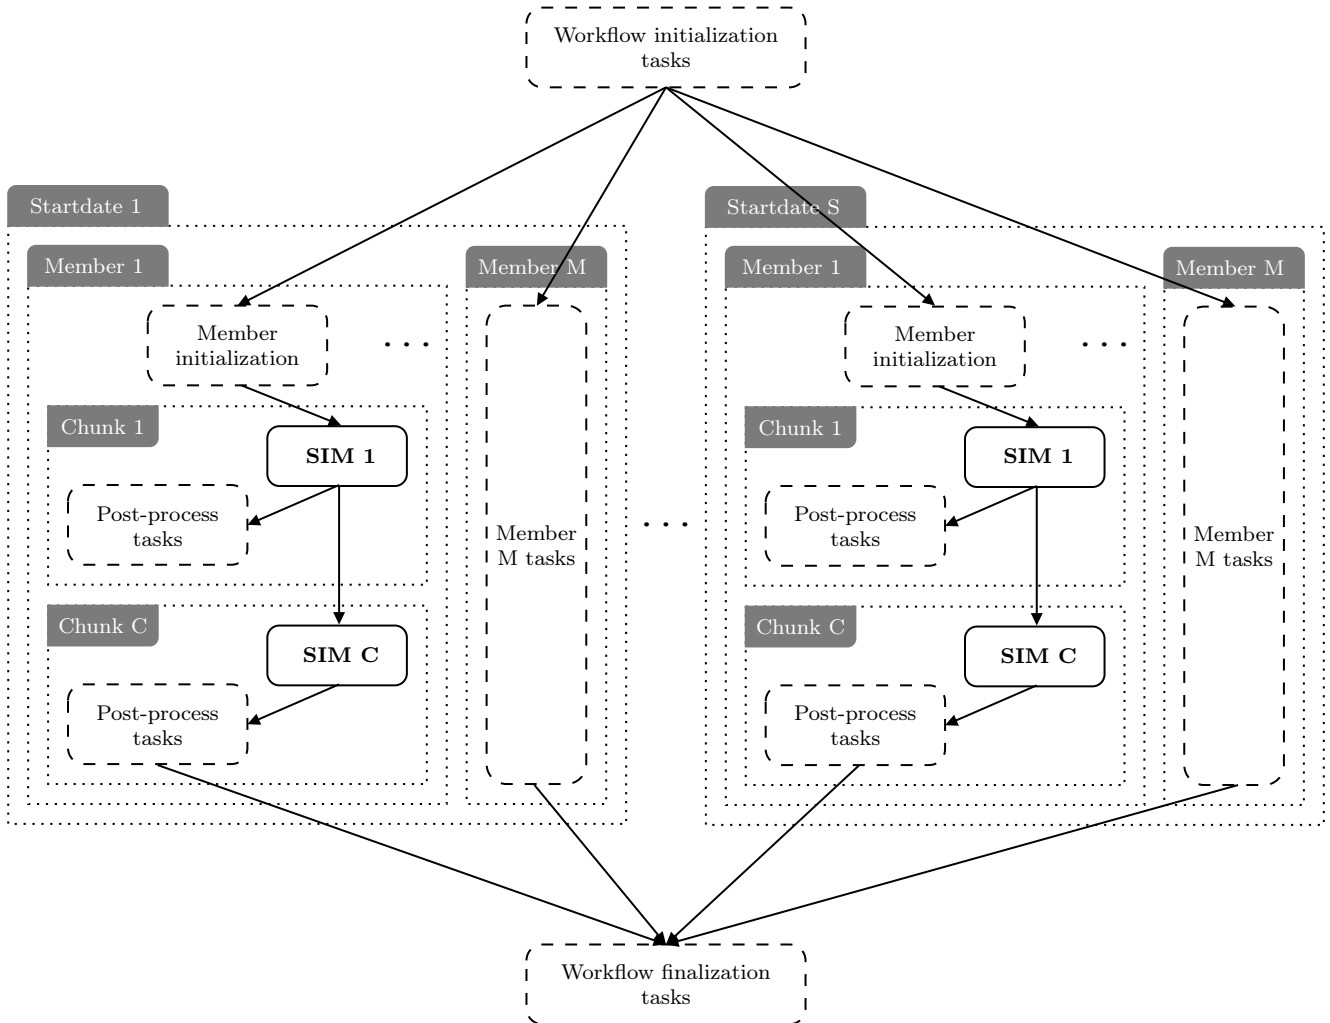 Workflow initialization
tasks
Startdate 1
Member 1
Member M
Member
initialization
. . .
Chunk 1
SIM 1
Post-process
tasks
Member
M tasks
Chunk C
SIM C
Post-process
tasks
. . .
Startdate S
Member 1
Member M
Member
initialization
. . .
Chunk 1
SIM 1
Post-process
tasks
Member
M tasks
Chunk C
SIM C
Post-process
tasks
Workflow finalization
tasks